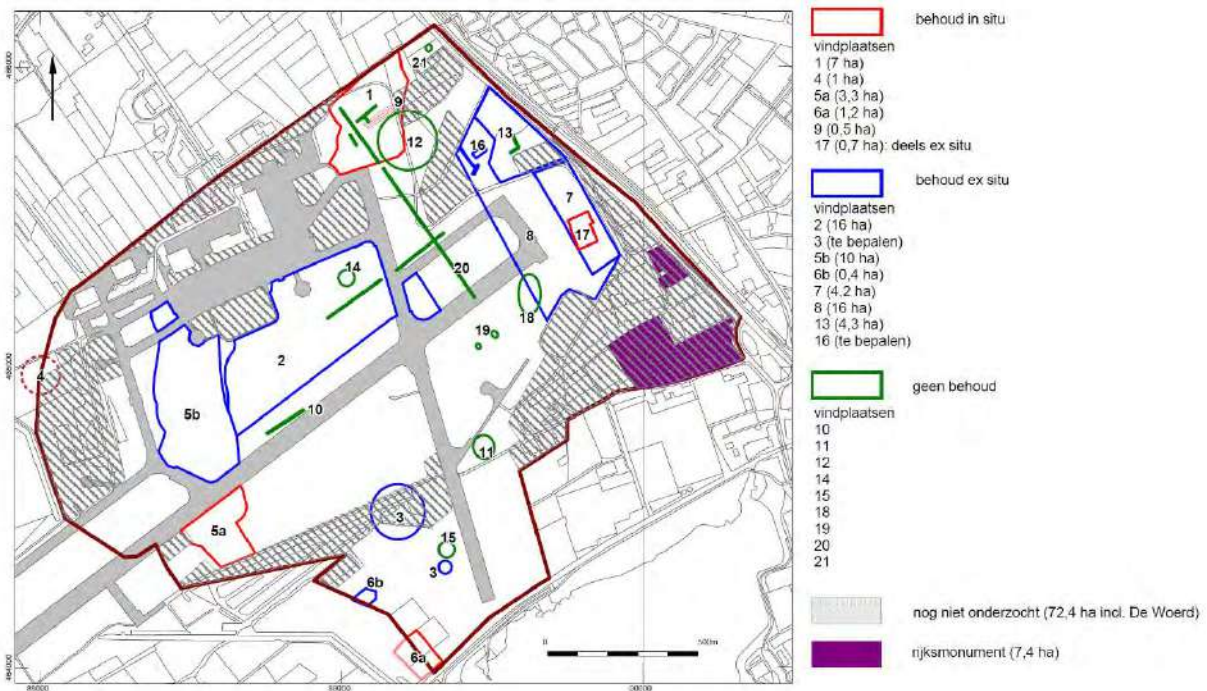 behoud in situ
vindplaatsen
1 (7 ha)
4 (1 ha)
5a (3,3 ha)
6a (1,2 ha)
9 (0,5 ha)
17 (0,7 ha): deels ex situ
behoud ex situ
vindplaatsen
2 (16 ha)
3 (te bepalen)
5b (10 ha)
6b (0,4 ha)
7 (4,2 ha)
8 (16 ha)
13 (4,3 ha)
16 (te bepalen)
geen behoud
vindplaatsen
10
11
12
14
15
18
19
20
21
nog niet onderzocht (72,4 ha incl. De Woerd)
rijksmonument (7,4 ha)
21
1
9
12
13
16
7
17
8
14
20
18
19
2
4
5b
10
11
3
5a
15
3
6b
6a
0
500m